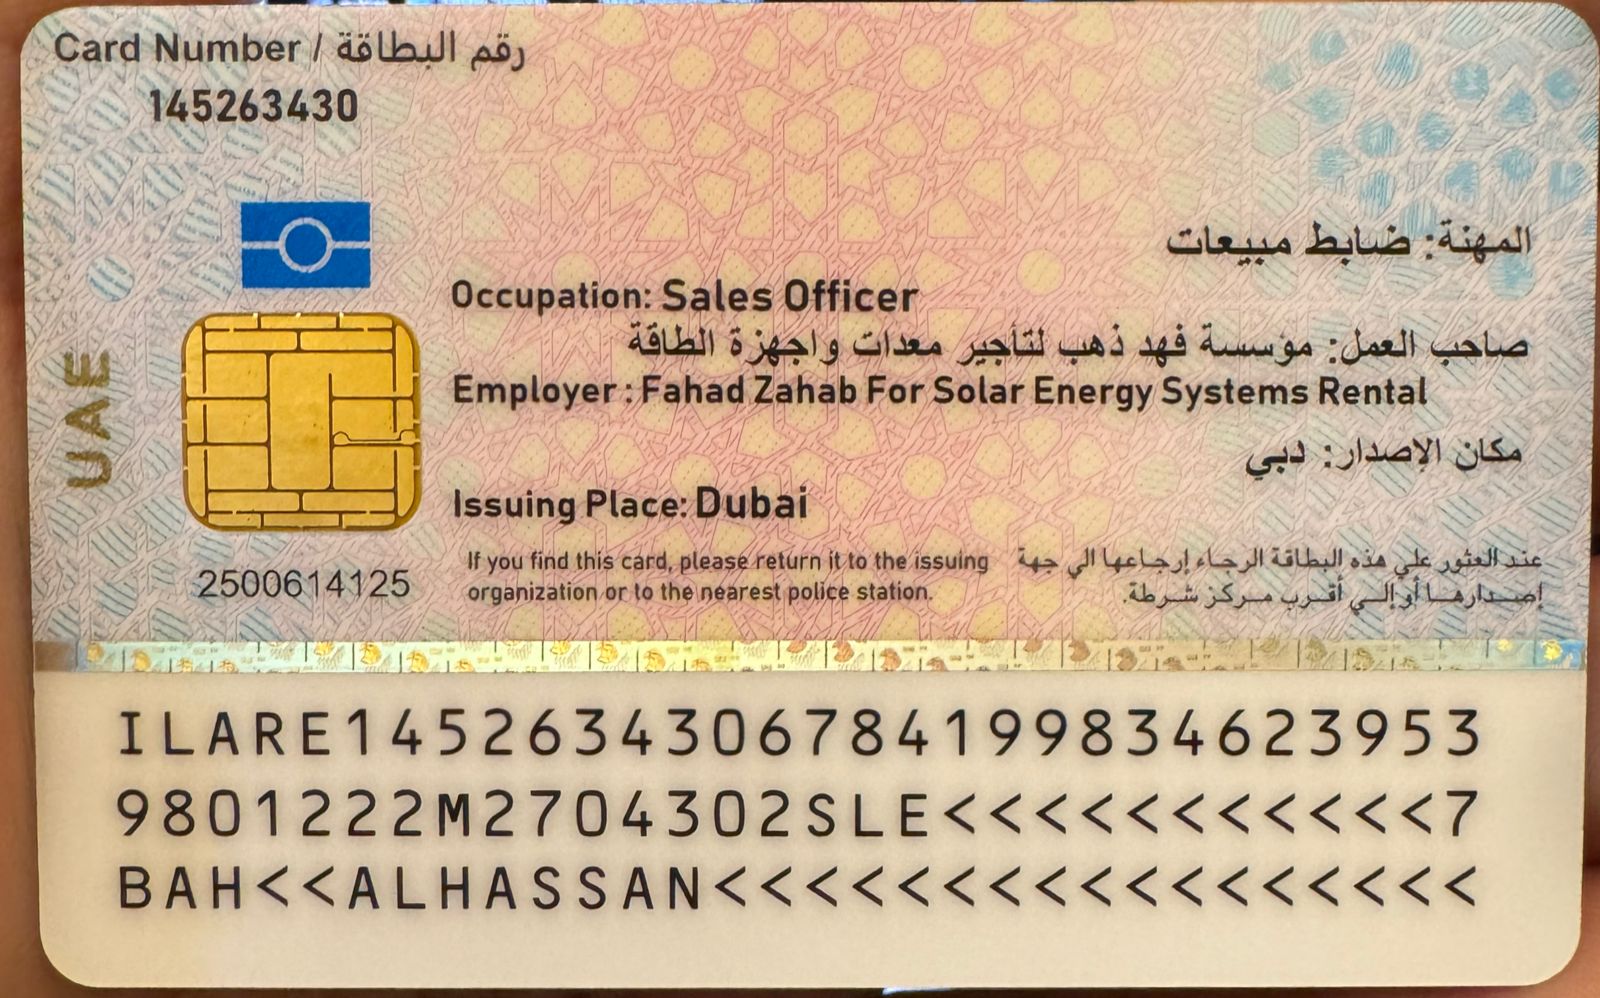 Card Number / رقم البطاقة
145263430
المهنة: ضابط مبيعات
Occupation: Sales Officer
صاحب العمل: مؤسسة فهد ذهب لتأجير معدات واجهزة الطاقة
Employer : Fahad Zahab For Solar Energy Systems Rental
مكان الإصدار: دبي
Issuing Place: Dubai
UAE
2500614125
If you find this card, please return it to the issuing
organization or to the nearest police station.
عند العثور علي هذه البطاقة الرجاء إرجاعها الي جهة
إصدارها أو إلي أقرب مركز شرطة.
ILARE1452634306784199834623953
9801222M2704302SLE<<<<<<<<<<<7
BAH<<ALHASSAN<<<<<<<<<<<<<<<<<